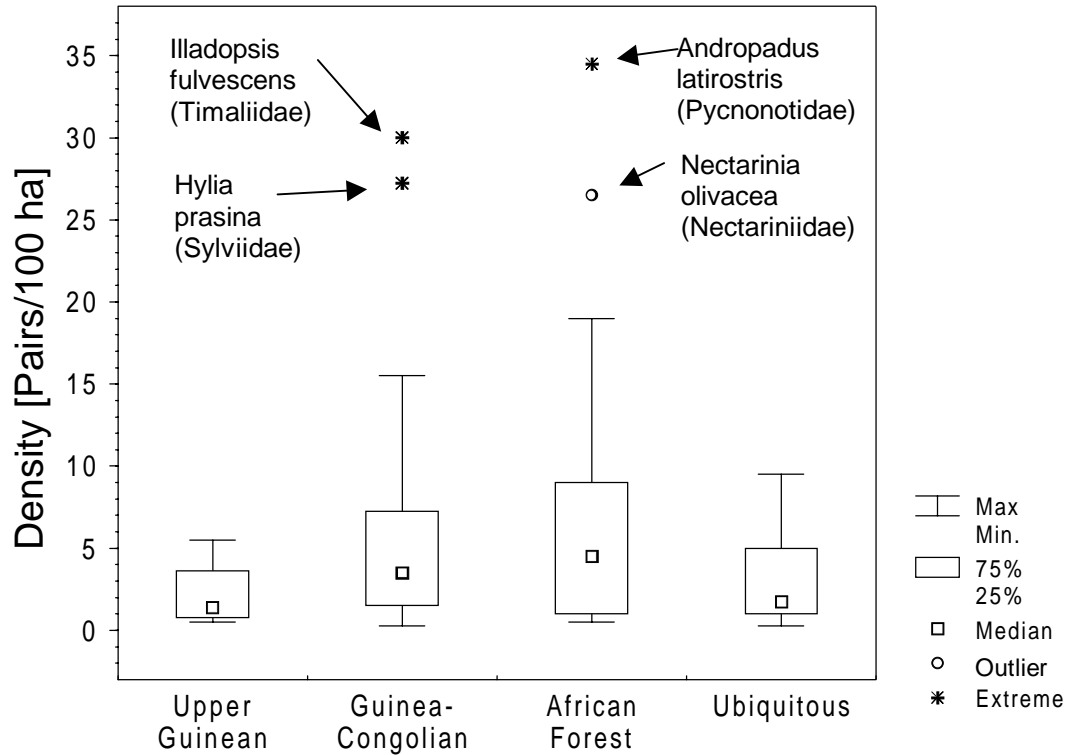 Density [Pairs/100 ha]
35
30
25
20
15
10
5
0
Illadopsis
fulvescens
(Timaliidae)
Hylia
prasina
(Sylviidae)
Andropadus
latirostris
(Pycnonotidae)
Nectarinia
olivacea
(Nectariniidae)
Upper
Guinean
Guinea-
Congolian
African
Forest
Ubiquitous
Max
Min.
75%
25%
Median
Outlier
Extreme